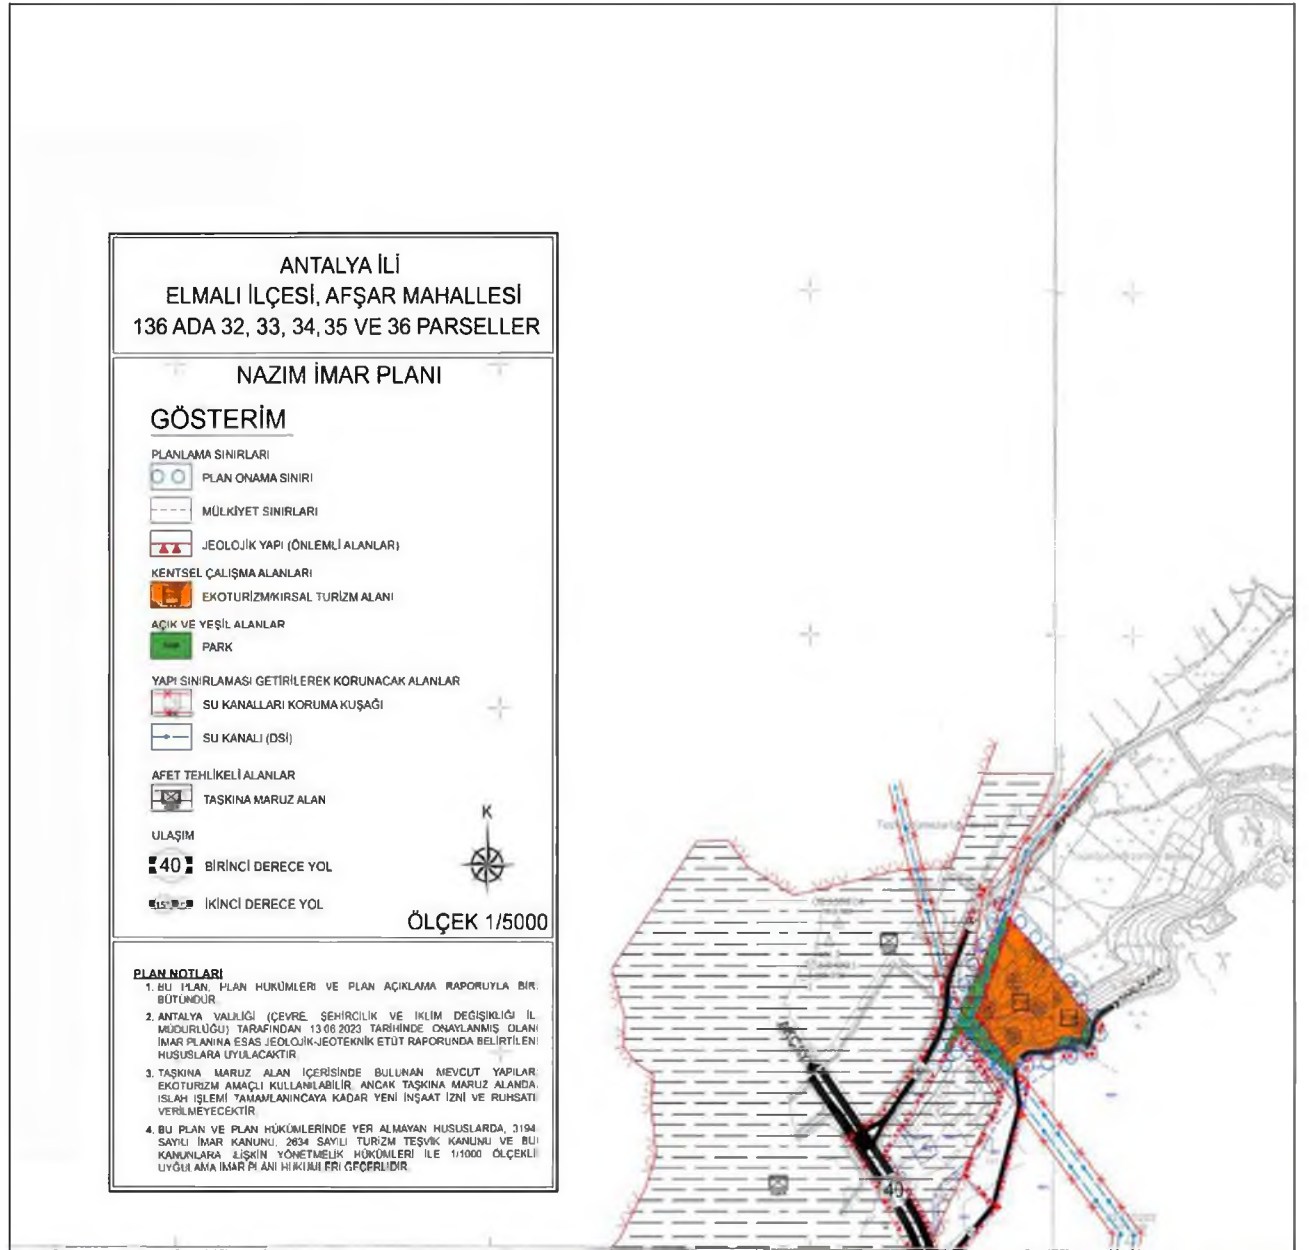 ANTALYA İLİ
ELMALI İLÇESİ, AFŞAR MAHALLESİ
136 ADA 32, 33, 34, 35 VE 36 PARSELLER
NAZIM İMAR PLANI
GÖSTERİM
PLANLAMA SINIRLARI
PLAN ONAMA SINIRI
MÜLKİYET SINIRLARI
JEOLOJİK YAPI (ÖNLEMLİ ALANLAR)
KENTSEL ÇALIŞMA ALANLARI
EKOTURİZM/KIRSAL TURİZM ALANI
AÇIK VE YEŞİL ALANLAR
PARK
YAPI SINIRLAMASI GETİRİLEREK KORUNACAK ALANLAR
SU KANALLARI KORUMA KUŞAĞI
SU KANALI (DSİ)
AFET TEHLİKELİ ALANLAR
TAŞKINA MARUZ ALAN
K
ULAŞIM
40 BİRİNCİ DERECE YOL
İKİNCİ DERECE YOL
ÖLÇEK 1/5000
PLAN NOTLARI
1. BU PLAN, PLAN HÜKÜMLERİ VE PLAN AÇIKLAMA RAPORUYLA BİR
BÜTÜNDÜR
2. ANTALYA VALİLİĞİ (ÇEVRE, ŞEHİRCİLİK VE İKLİM DEĞİŞİKLİĞİ İL
MÜDÜRLÜĞÜ) TARAFINDAN 13.06.2023 TARİHİNDE ONAYLANMIŞ OLAN
İMAR PLANINA ESAS JEOLOJİK-JEOTEKNİK ETÜT RAPORUNDA BELİRTİLEN
HUSUSLARA UYULACAKTIR
3. TAŞKINA MARUZ ALAN İÇERİSİNDE BULUNAN MEVCUT YAPILAR
EKOTURİZM AMAÇLI KULLANILABİLİR. ANCAK TAŞKINA MARUZ ALANDA,
ISLAH İŞLEMİ TAMAMLANINCAYA KADAR YENİ İNŞAAT İZNİ VE RUHSATI
VERİLMEYECEKTİR.
4. BU PLAN VE PLAN HÜKÜMLERİNDE YER ALMAYAN HUSUSLARDA, 3194
SAYILI İMAR KANUNU, 2634 SAYILI TURİZM TEŞVİK KANUNU VE BU
KANUNLARA İLİŞKİN YÖNETMELİK HÜKÜMLERİ İLE 1/1000 ÖLÇEKLİ
UYGULAMA İMAR PLANI HÜKÜMLERİ GEÇERLİDİR.
40